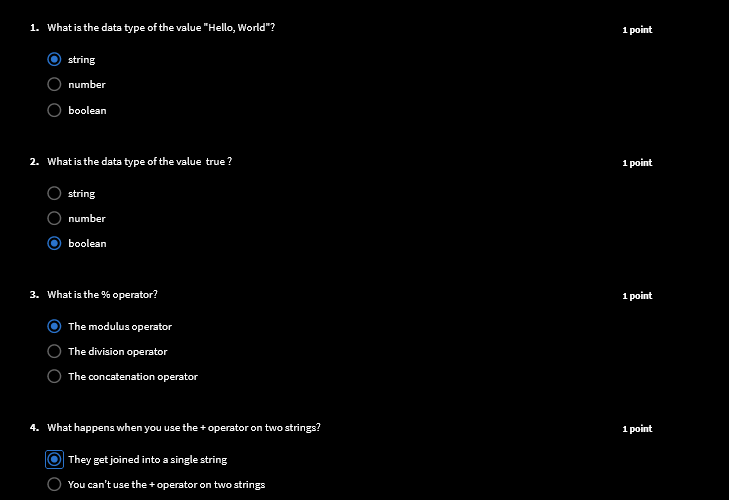 1. What is the data type of the value "Hello, World"?
1 point
string
number
boolean
2. What is the data type of the value true ?
1 point
string
number
boolean
3. What is the % operator?
1 point
The modulus operator
The division operator
The concatenation operator
4. What happens when you use the + operator on two strings?
1 point
They get joined into a single string
You can't use the + operator on two strings